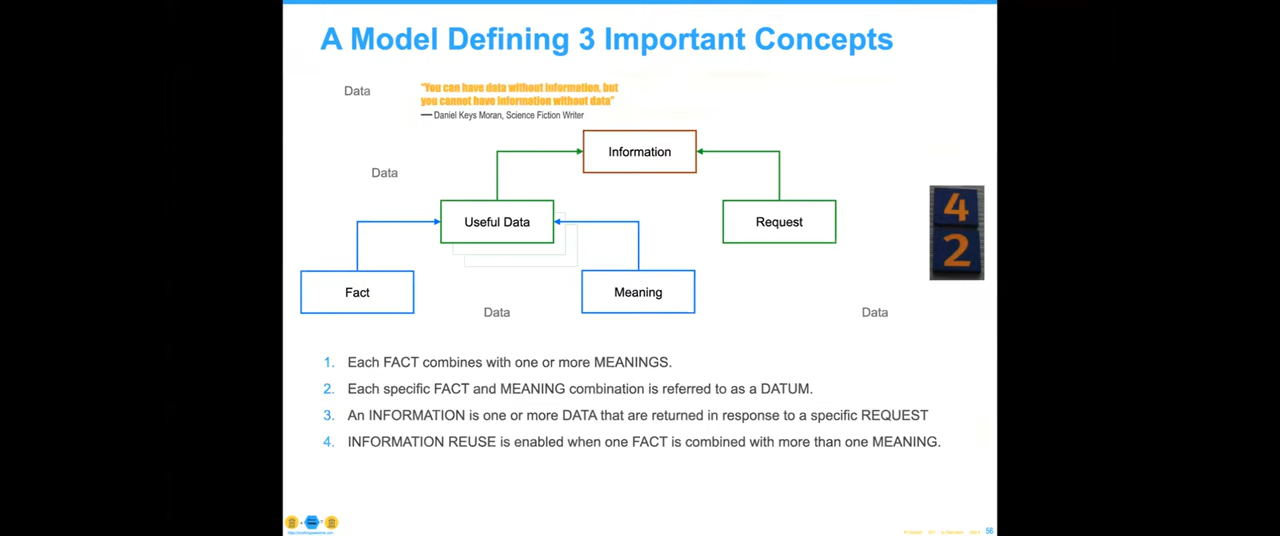 A Model Defining 3 Important Concepts
Data
"You can have data without information, but
you cannot have information without data"
— Daniel Keys Moran, Science Fiction Writer
Information
Data
Useful Data
Request
4
2
Fact
Meaning
Data
Data
1. Each FACT combines with one or more MEANINGS.
2. Each specific FACT and MEANING combination is referred to as a DATUM.
3. An INFORMATION is one or more DATA that are returned in response to a specific REQUEST
4. INFORMATION REUSE is enabled when one FACT is combined with more than one MEANING.
56